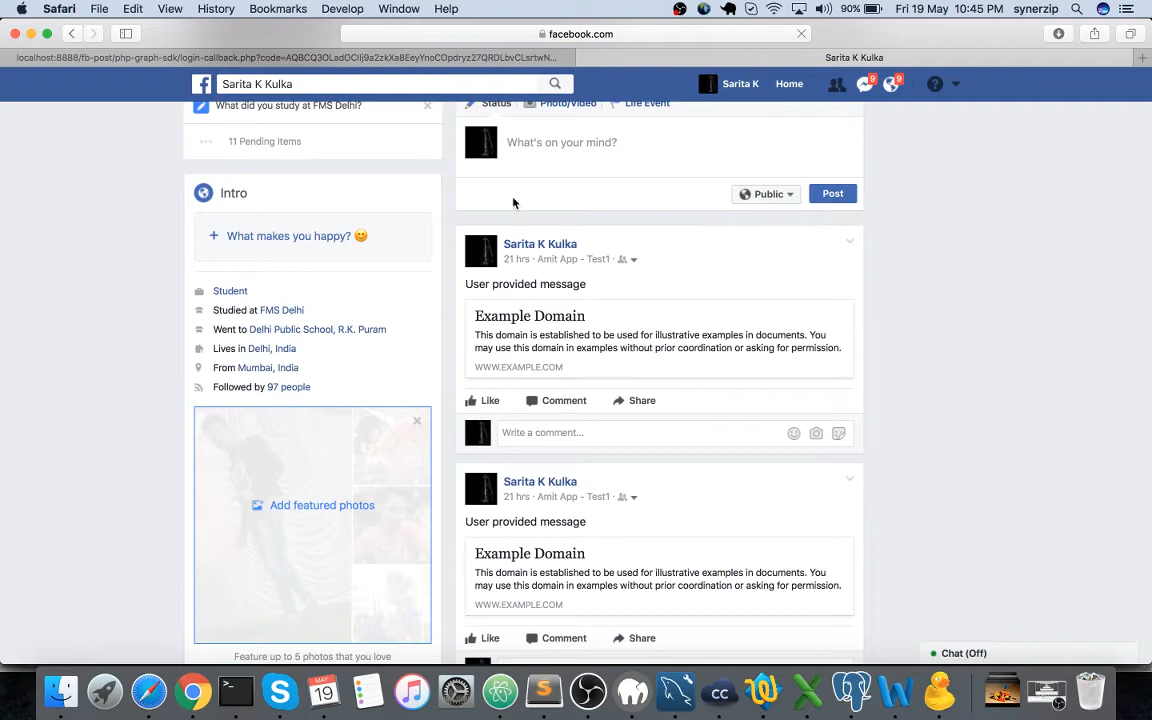 Safari File Edit View History Bookmarks Develop Window Help 90% Fri 19 May 10:45 PM synerzip
facebook.com
Sarita K Kulka
Sarita K Kulka Sarita K Home 9 9
What did you study at FMS Delhi?
11 Pending Items
Intro
What makes you happy?
Student
Studied at FMS Delhi
Went to Delhi Public School, R.K. Puram
Lives in Delhi, India
From Mumbai, India
Followed by 97 people
Add featured photos
Feature up to 5 photos that you love
Status Photo/Video Life Event
What's on your mind?
Public Post
Sarita K Kulka
21 hrs · Amit App - Test1 ·
User provided message
Example Domain
This domain is established to be used for illustrative examples in documents. You
may use this domain in examples without prior coordination or asking for permission.
WWW.EXAMPLE.COM
Like Comment Share
Write a comment...
Sarita K Kulka
21 hrs · Amit App - Test1 ·
User provided message
Example Domain
This domain is established to be used for illustrative examples in documents. You
may use this domain in examples without prior coordination or asking for permission.
WWW.EXAMPLE.COM
Like Comment Share
Chat (Off)
MAY
19